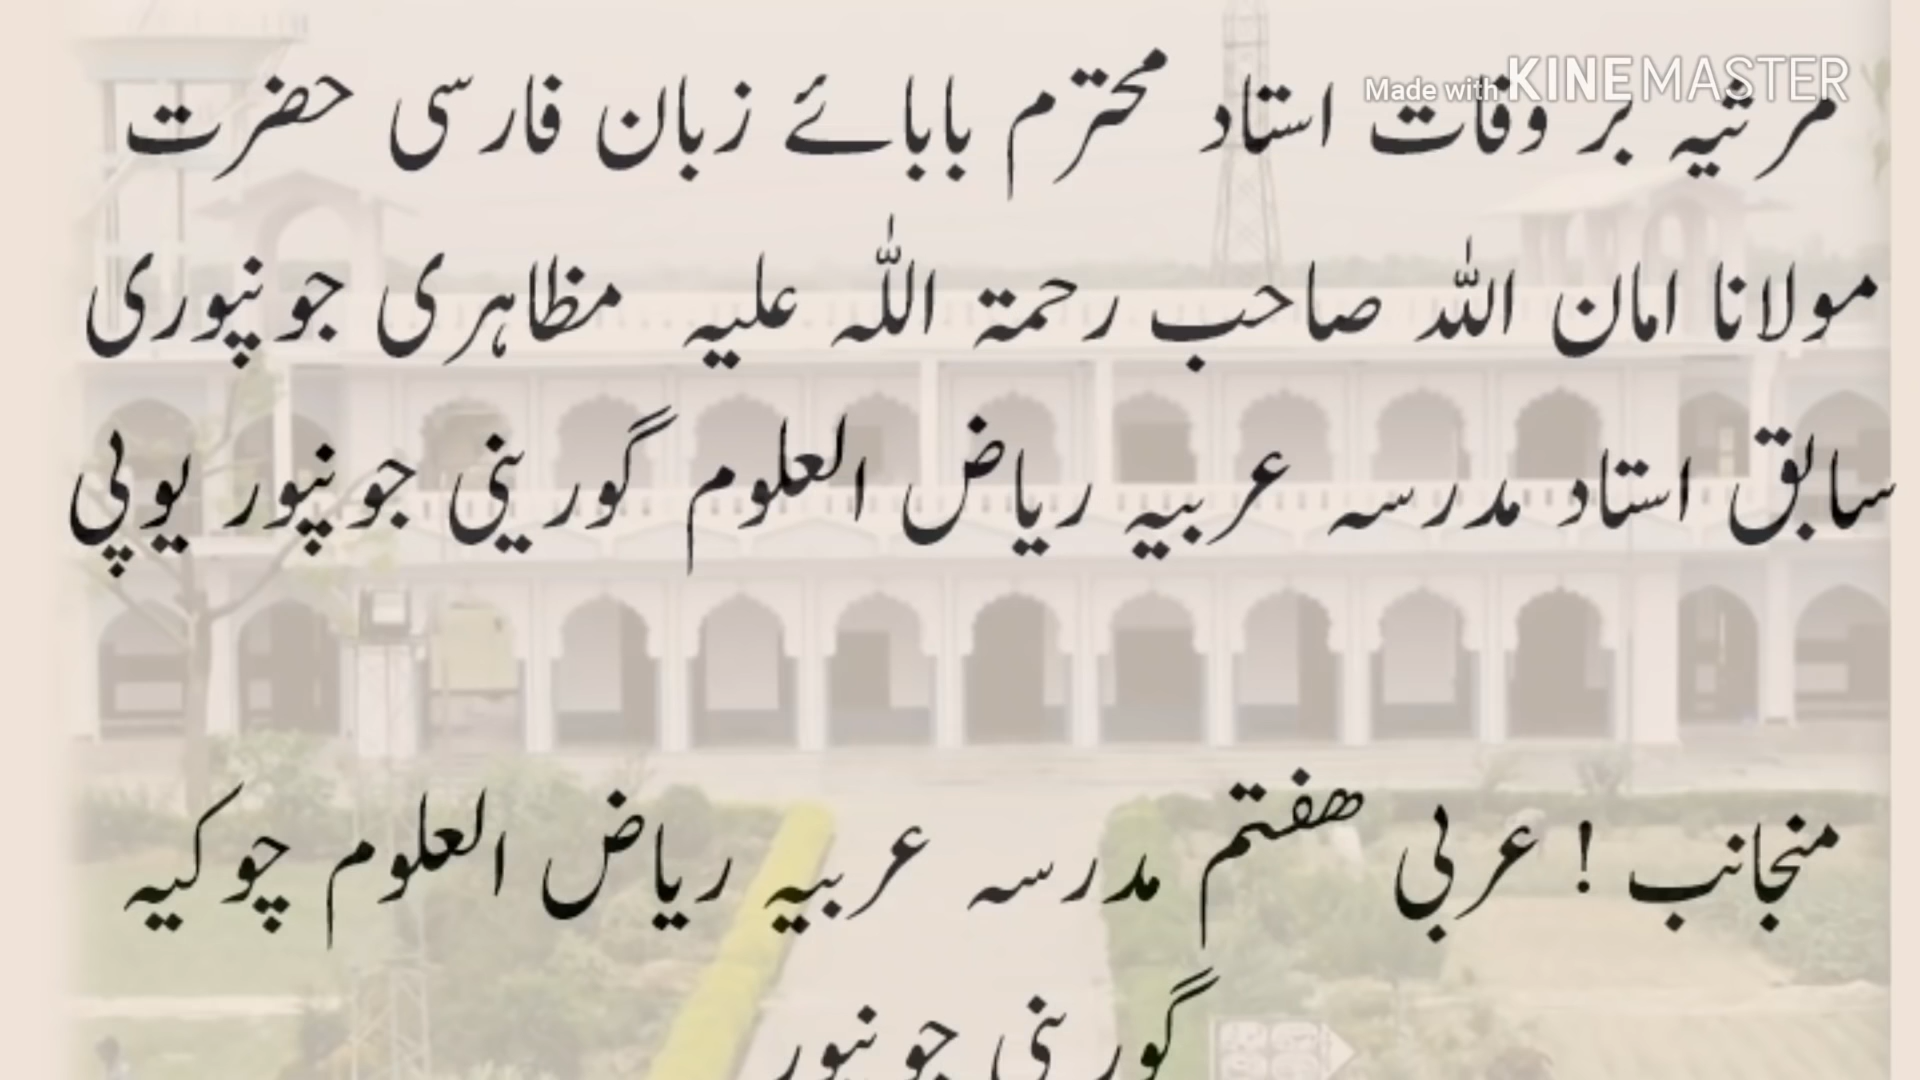 Made with KINEMASTER
مرثیہ بر وفات استاد محترم بابائے زبان فارسی حضرت
مولانا امان اللہ صاحب رحمۃ اللہ علیہ مظاہری جونپوری
سابق استاد مدرسہ عربیہ ریاض العلوم گورینی جونپور یوپی
منجانب ! عربی ھفتم مدرسہ عربیہ ریاض العلوم چوکیہ
گورینی جونپور